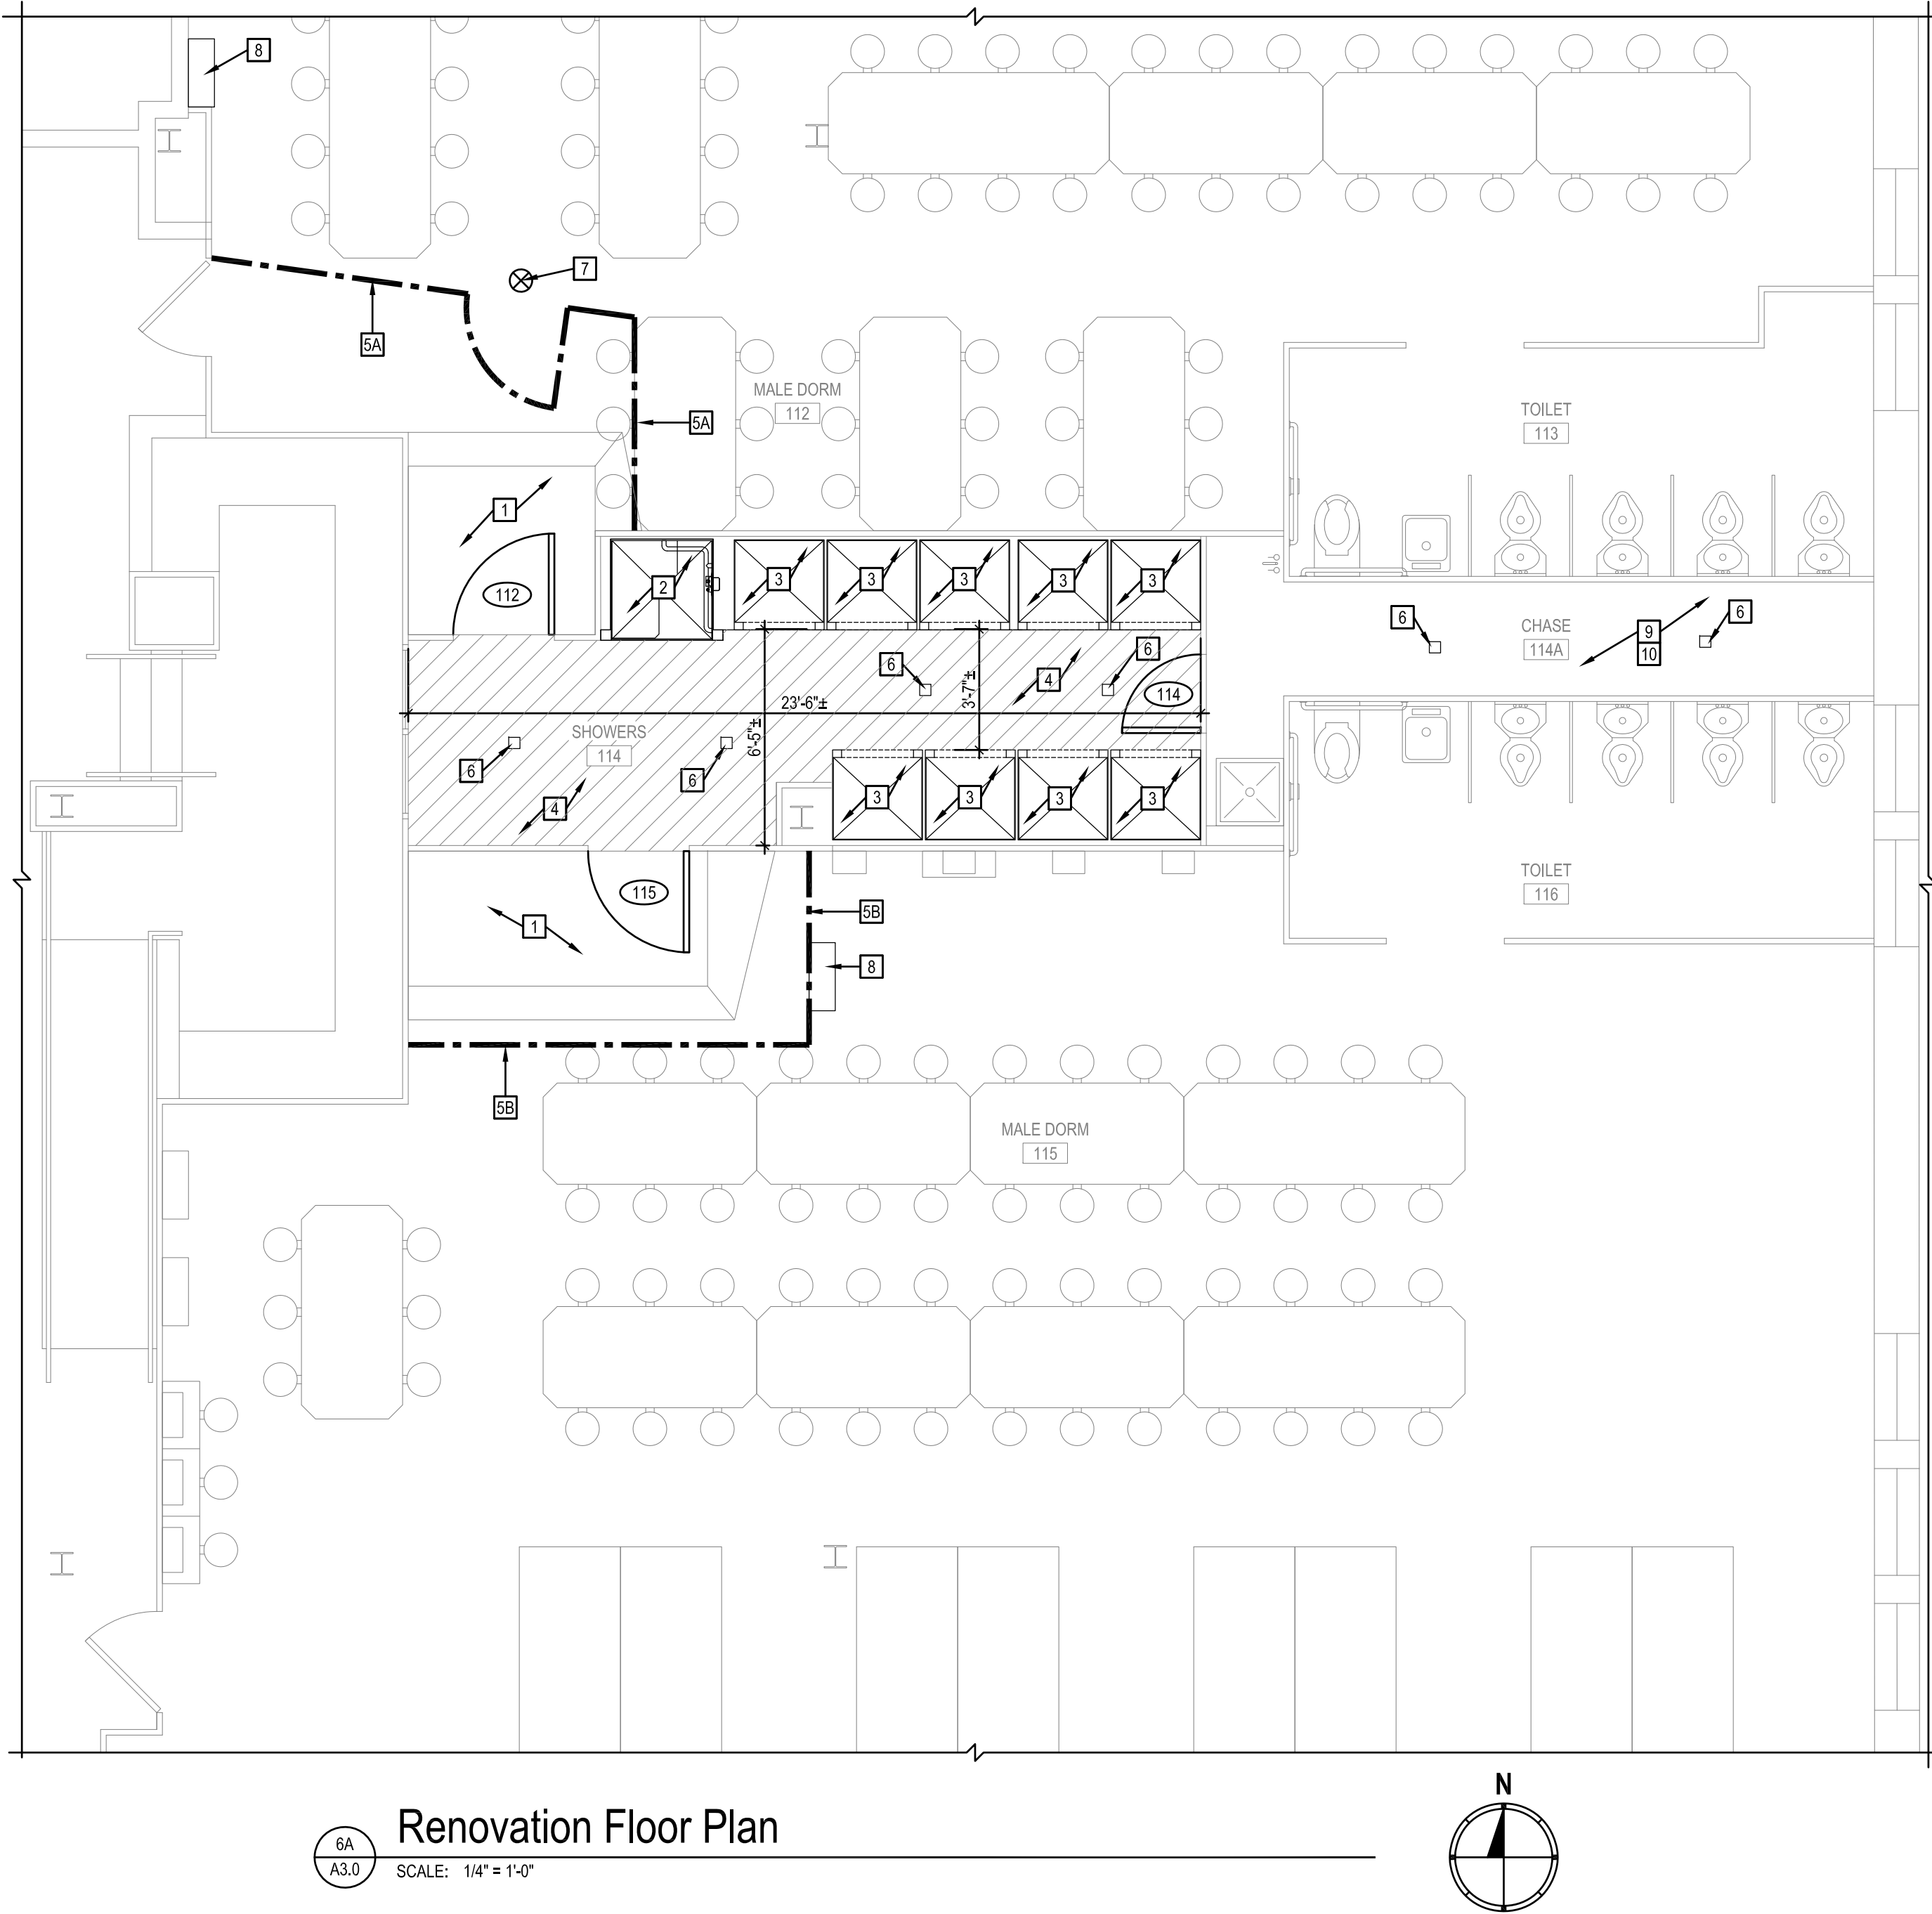 8
7
5A
5A
MALE DORM
112
TOILET
113
1
112
2
3
3
3
3
3
6
6
CHASE
114A
9
10
6
6
4
114
23'-6"±
3'-7"±
6'-5"±
SHOWERS
114
6
6
4
3
3
3
3
TOILET
116
115
1
5B
8
5B
MALE DORM
115
N
6A
A3.0
Renovation Floor Plan
SCALE: 1/4" = 1'-0"